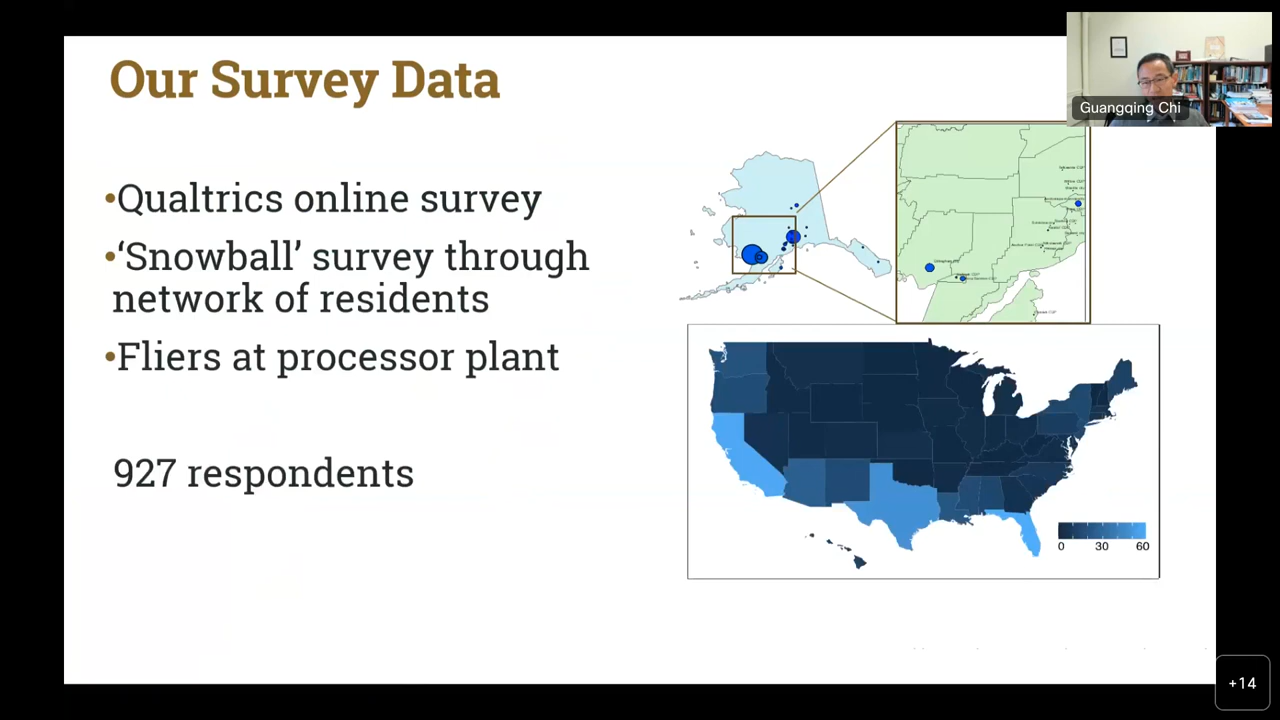 Our Survey Data
Guangqing Chi
•Qualtrics online survey
•‘Snowball’ survey through
network of residents
•Fliers at processor plant
927 respondents
0 30 60
+14